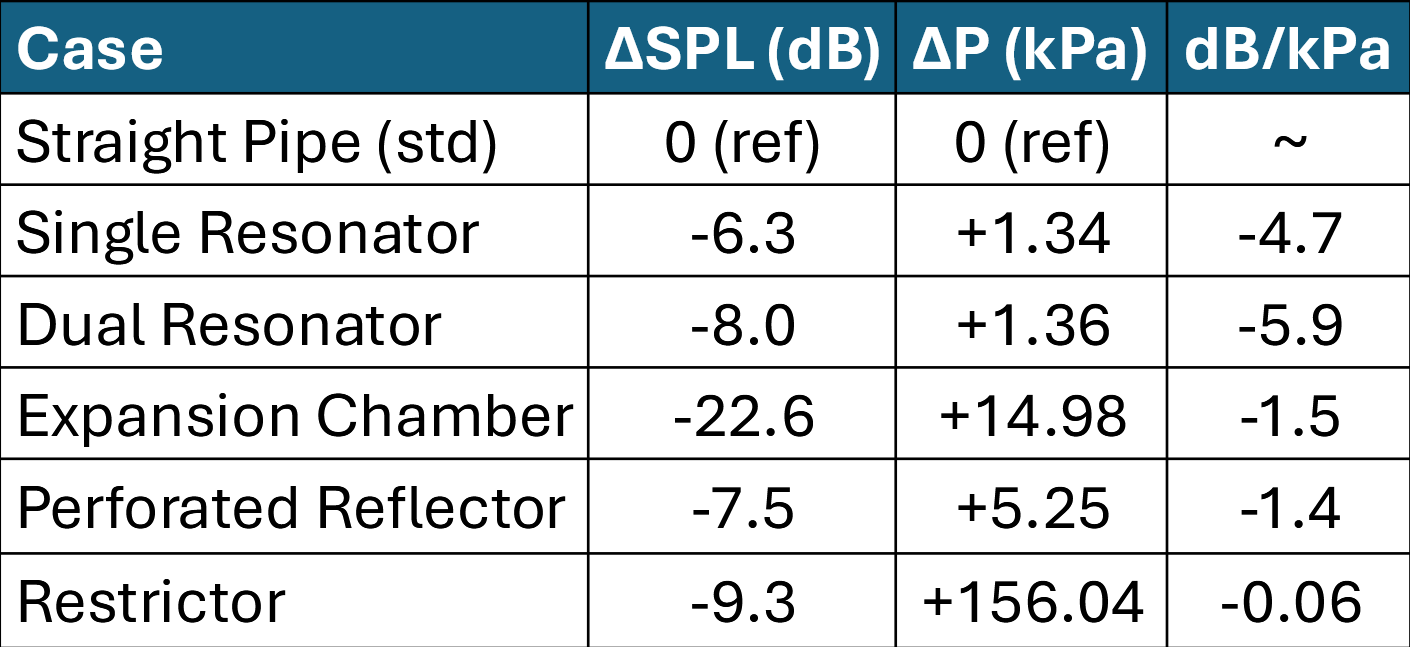 Case ΔSPL (dB) ΔP (kPa) dB/kPa
Straight Pipe (std) 0 (ref) 0 (ref) ~
Single Resonator -6.3 +1.34 -4.7
Dual Resonator -8.0 +1.36 -5.9
Expansion Chamber -22.6 +14.98 -1.5
Perforated Reflector -7.5 +5.25 -1.4
Restrictor -9.3 +156.04 -0.06